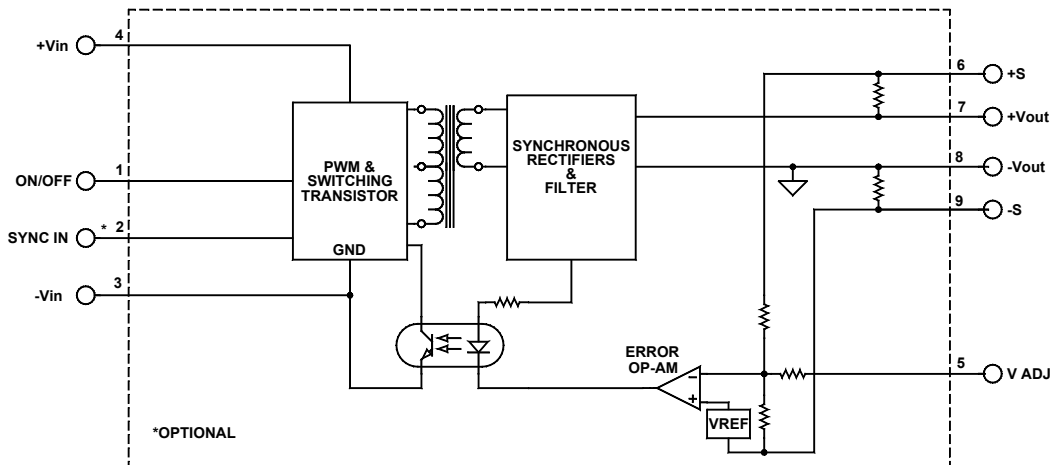 +Vin
4
6
+S
7
+Vout
SYNCHRONOUS
RECTIFIERS
&
FILTER
PWM &
SWITCHING
TRANSISTOR
8
-Vout
ON/OFF
1
9
-S
SYNC IN
* 2
GND
-Vin
3
ERROR
OP-AM
5
V ADJ
−
+
VREF
*OPTIONAL